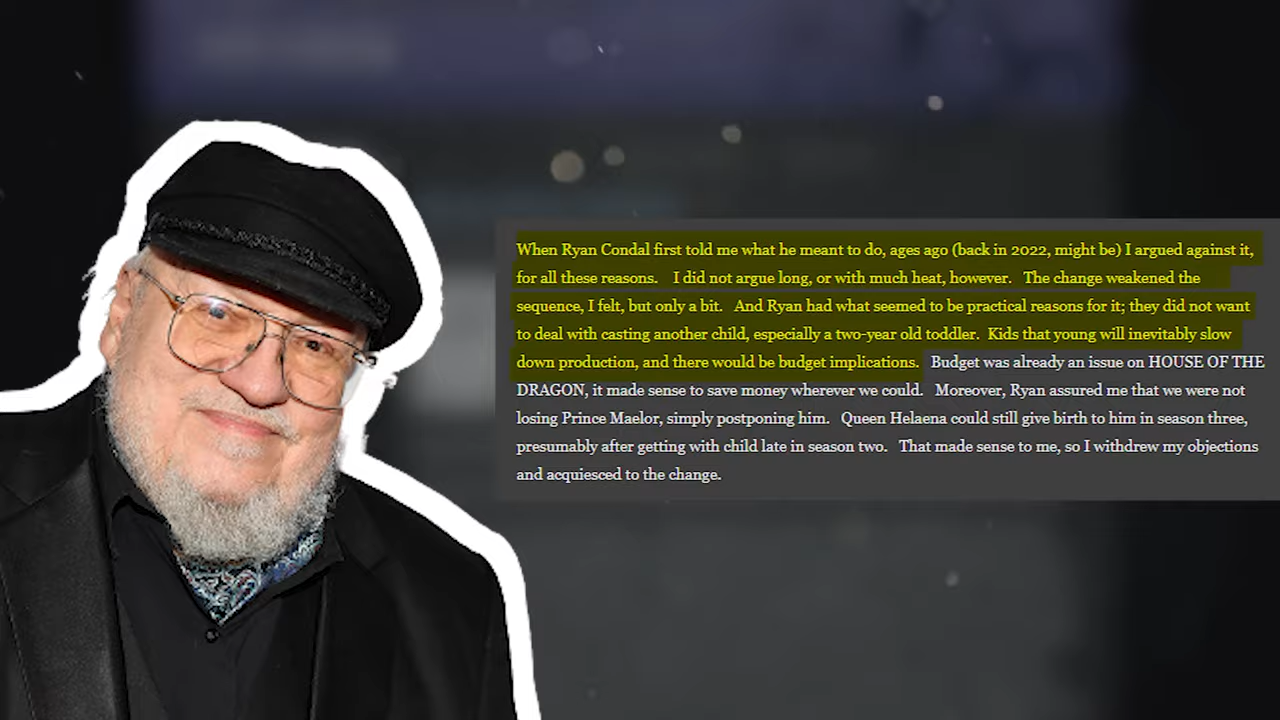 When Ryan Condal first told me what he meant to do, ages ago (back in 2022, might be) I argued against it,
for all these reasons. I did not argue long, or with much heat, however. The change weakened the
sequence, I felt, but only a bit. And Ryan had what seemed to be practical reasons for it; they did not want
to deal with casting another child, especially a two-year old toddler. Kids that young will inevitably slow
down production, and there would be budget implications. Budget was already an issue on HOUSE OF THE
DRAGON, it made sense to save money wherever we could. Moreover, Ryan assured me that we were not
losing Prince Maelor, simply postponing him. Queen Helaena could still give birth to him in season three,
presumably after getting with child late in season two. That made sense to me, so I withdrew my objections
and acquiesced to the change.